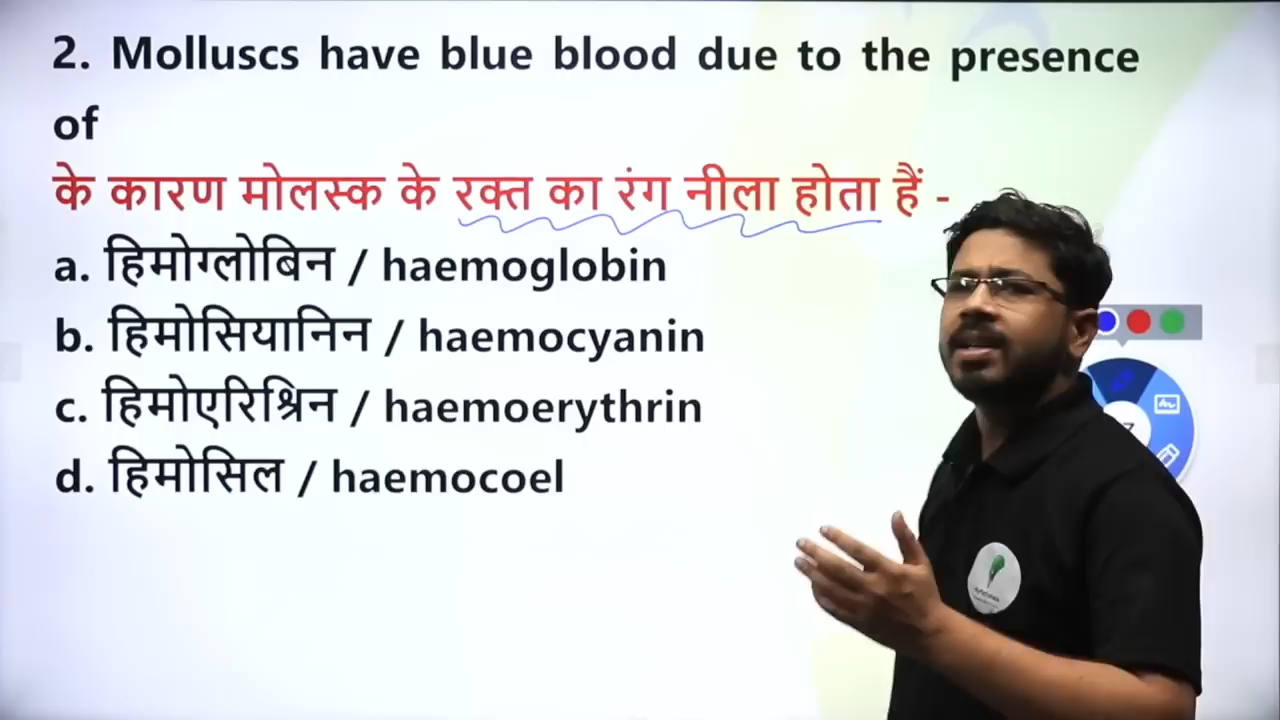 2. Molluscs have blue blood due to the presence
of
के कारण मोलस्क के रक्त का रंग नीला होता हैं -
a. हिमोग्लोबिन / haemoglobin
b. हिमोसियानिन / haemocyanin
c. हिमोएरिथ्रिन / haemoerythrin
d. हिमोसिल / haemocoel